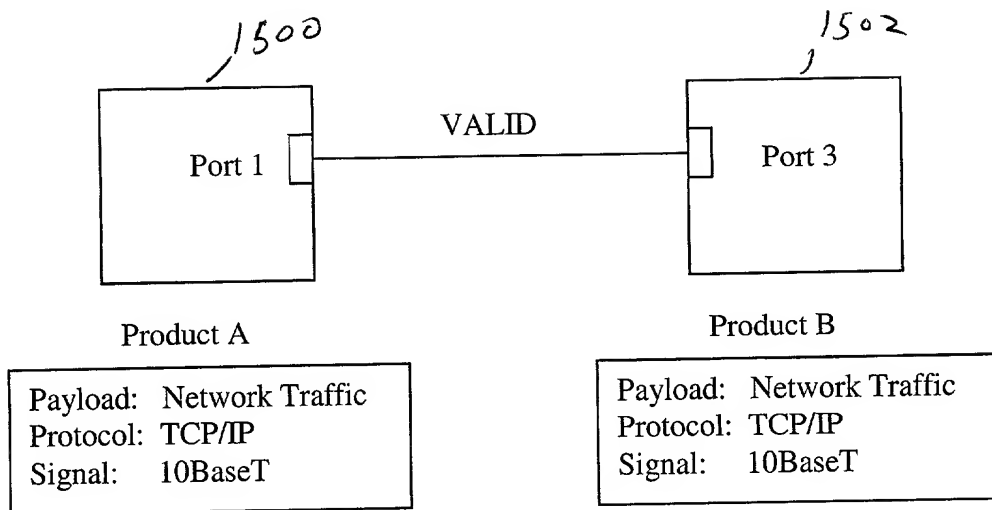 1500
1502
VALID
Port 1
Port 3
Product A
Product B
Payload: Network Traffic
Protocol: TCP/IP
Signal: 10BaseT
Payload: Network Traffic
Protocol: TCP/IP
Signal: 10BaseT